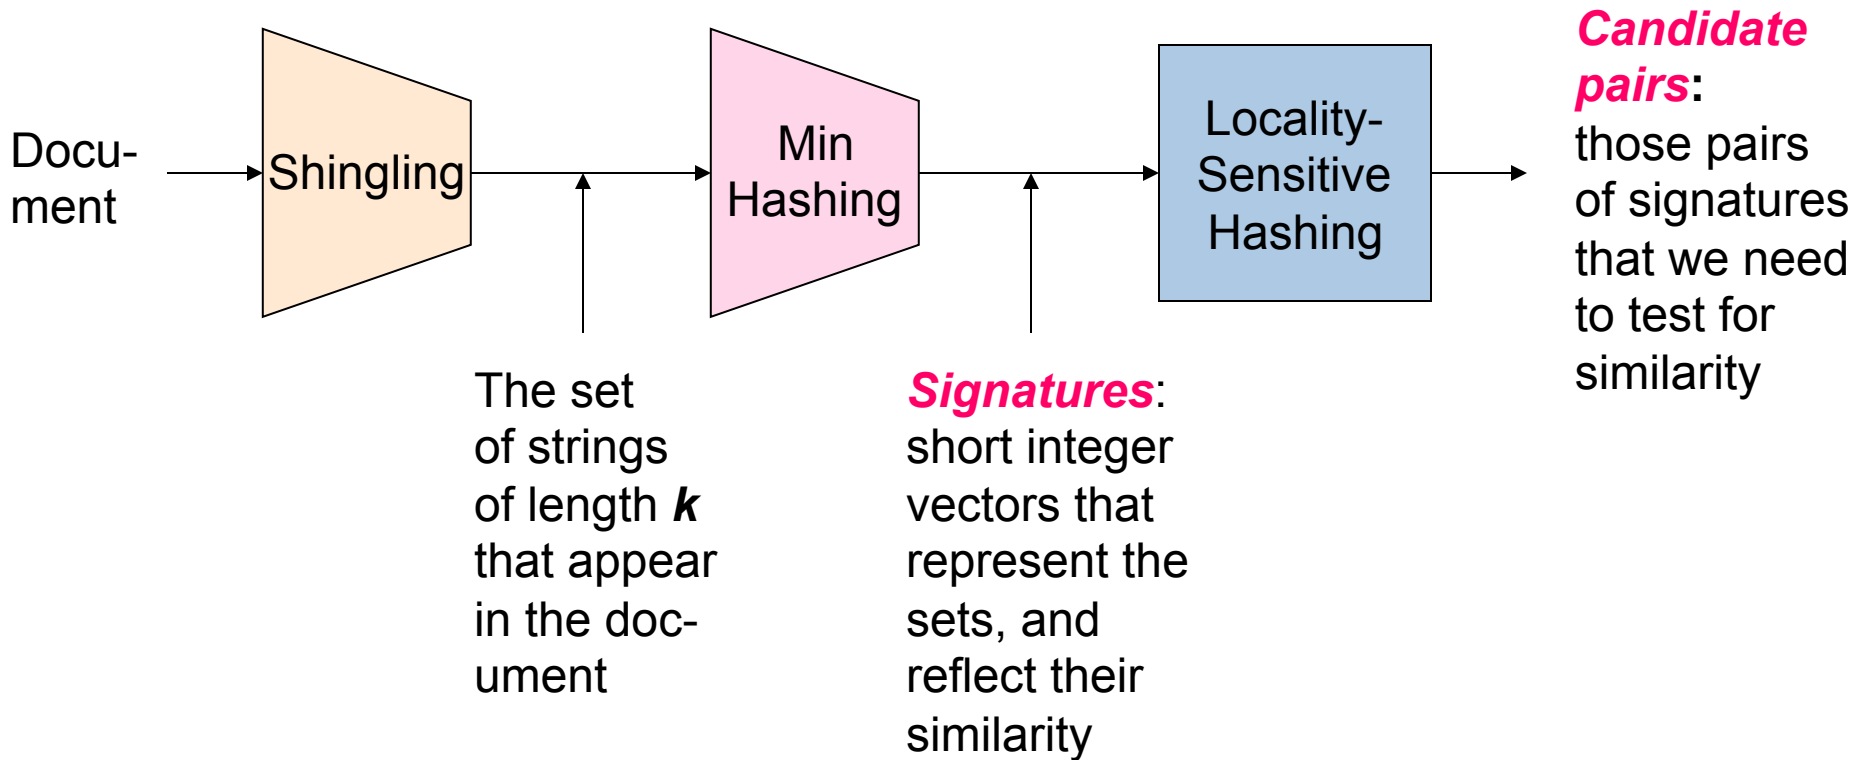 Docu-
ment
Shingling
The set
of strings
of length k
that appear
in the doc-
ument
Min
Hashing
Signatures:
short integer
vectors that
represent the
sets, and
reflect their
similarity
Locality-
Sensitive
Hashing
Candidate
pairs:
those pairs
of signatures
that we need
to test for
similarity